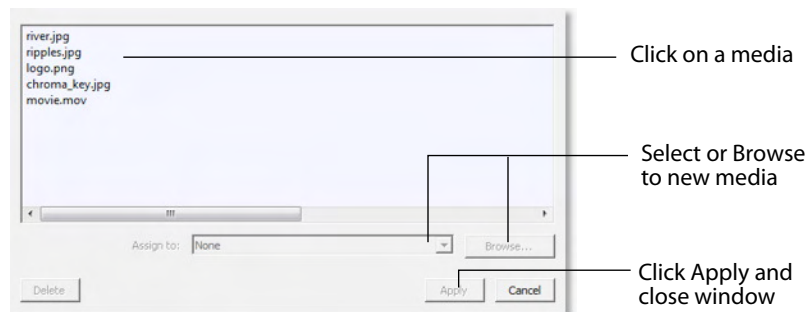 river.jpg
ripples.jpg
logo.png
chroma_key.jpg
movie.mov
Click on a media
Select or Browse
to new media
Assign to: None Browse...
Click Apply and
close window
Delete Apply Cancel